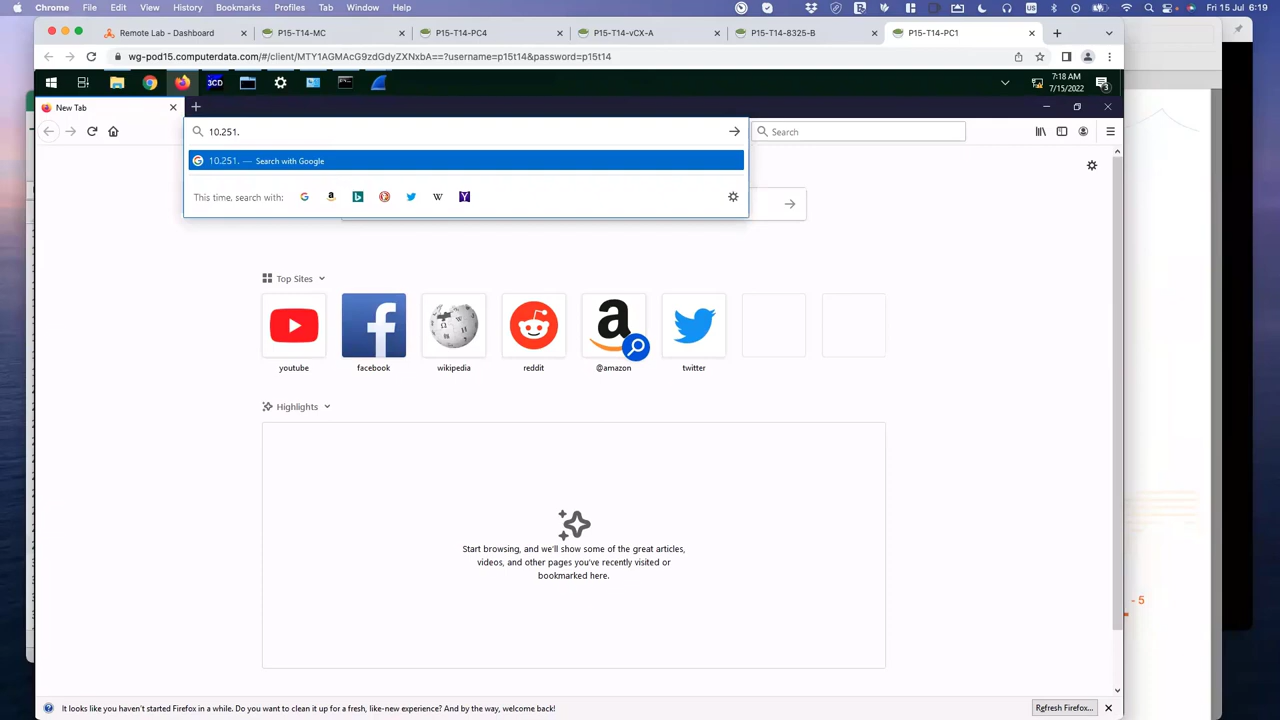 Chrome File Edit View History Bookmarks Profiles Tab Window Help Fri 15 Jul 6:19
Remote Lab - Dashboard P15-T14-MC P15-T14-PC4 P15-T14-vCX-A P15-T14-8325-B P15-T14-PC1
wg-p15.computerdata.com/#/client/MTY1AGMAcG9zdGdyZXNxbA==?username=p15t14&password=p15t14
3CD
7:18 AM
7/15/2022
3
New Tab
10.251.
Search
10.251. — Search with Google
This time, search with:
Top Sites
youtube facebook wikipedia reddit @amazon twitter
Highlights
Start browsing, and we'll show some of the great articles,
videos, and other pages you've recently visited or
bookmarked here.
- 5
It looks like you haven't started Firefox in a while. Do you want to clean it up for a fresh, like-new experience? And by the way, welcome back!
Refresh Firefox...